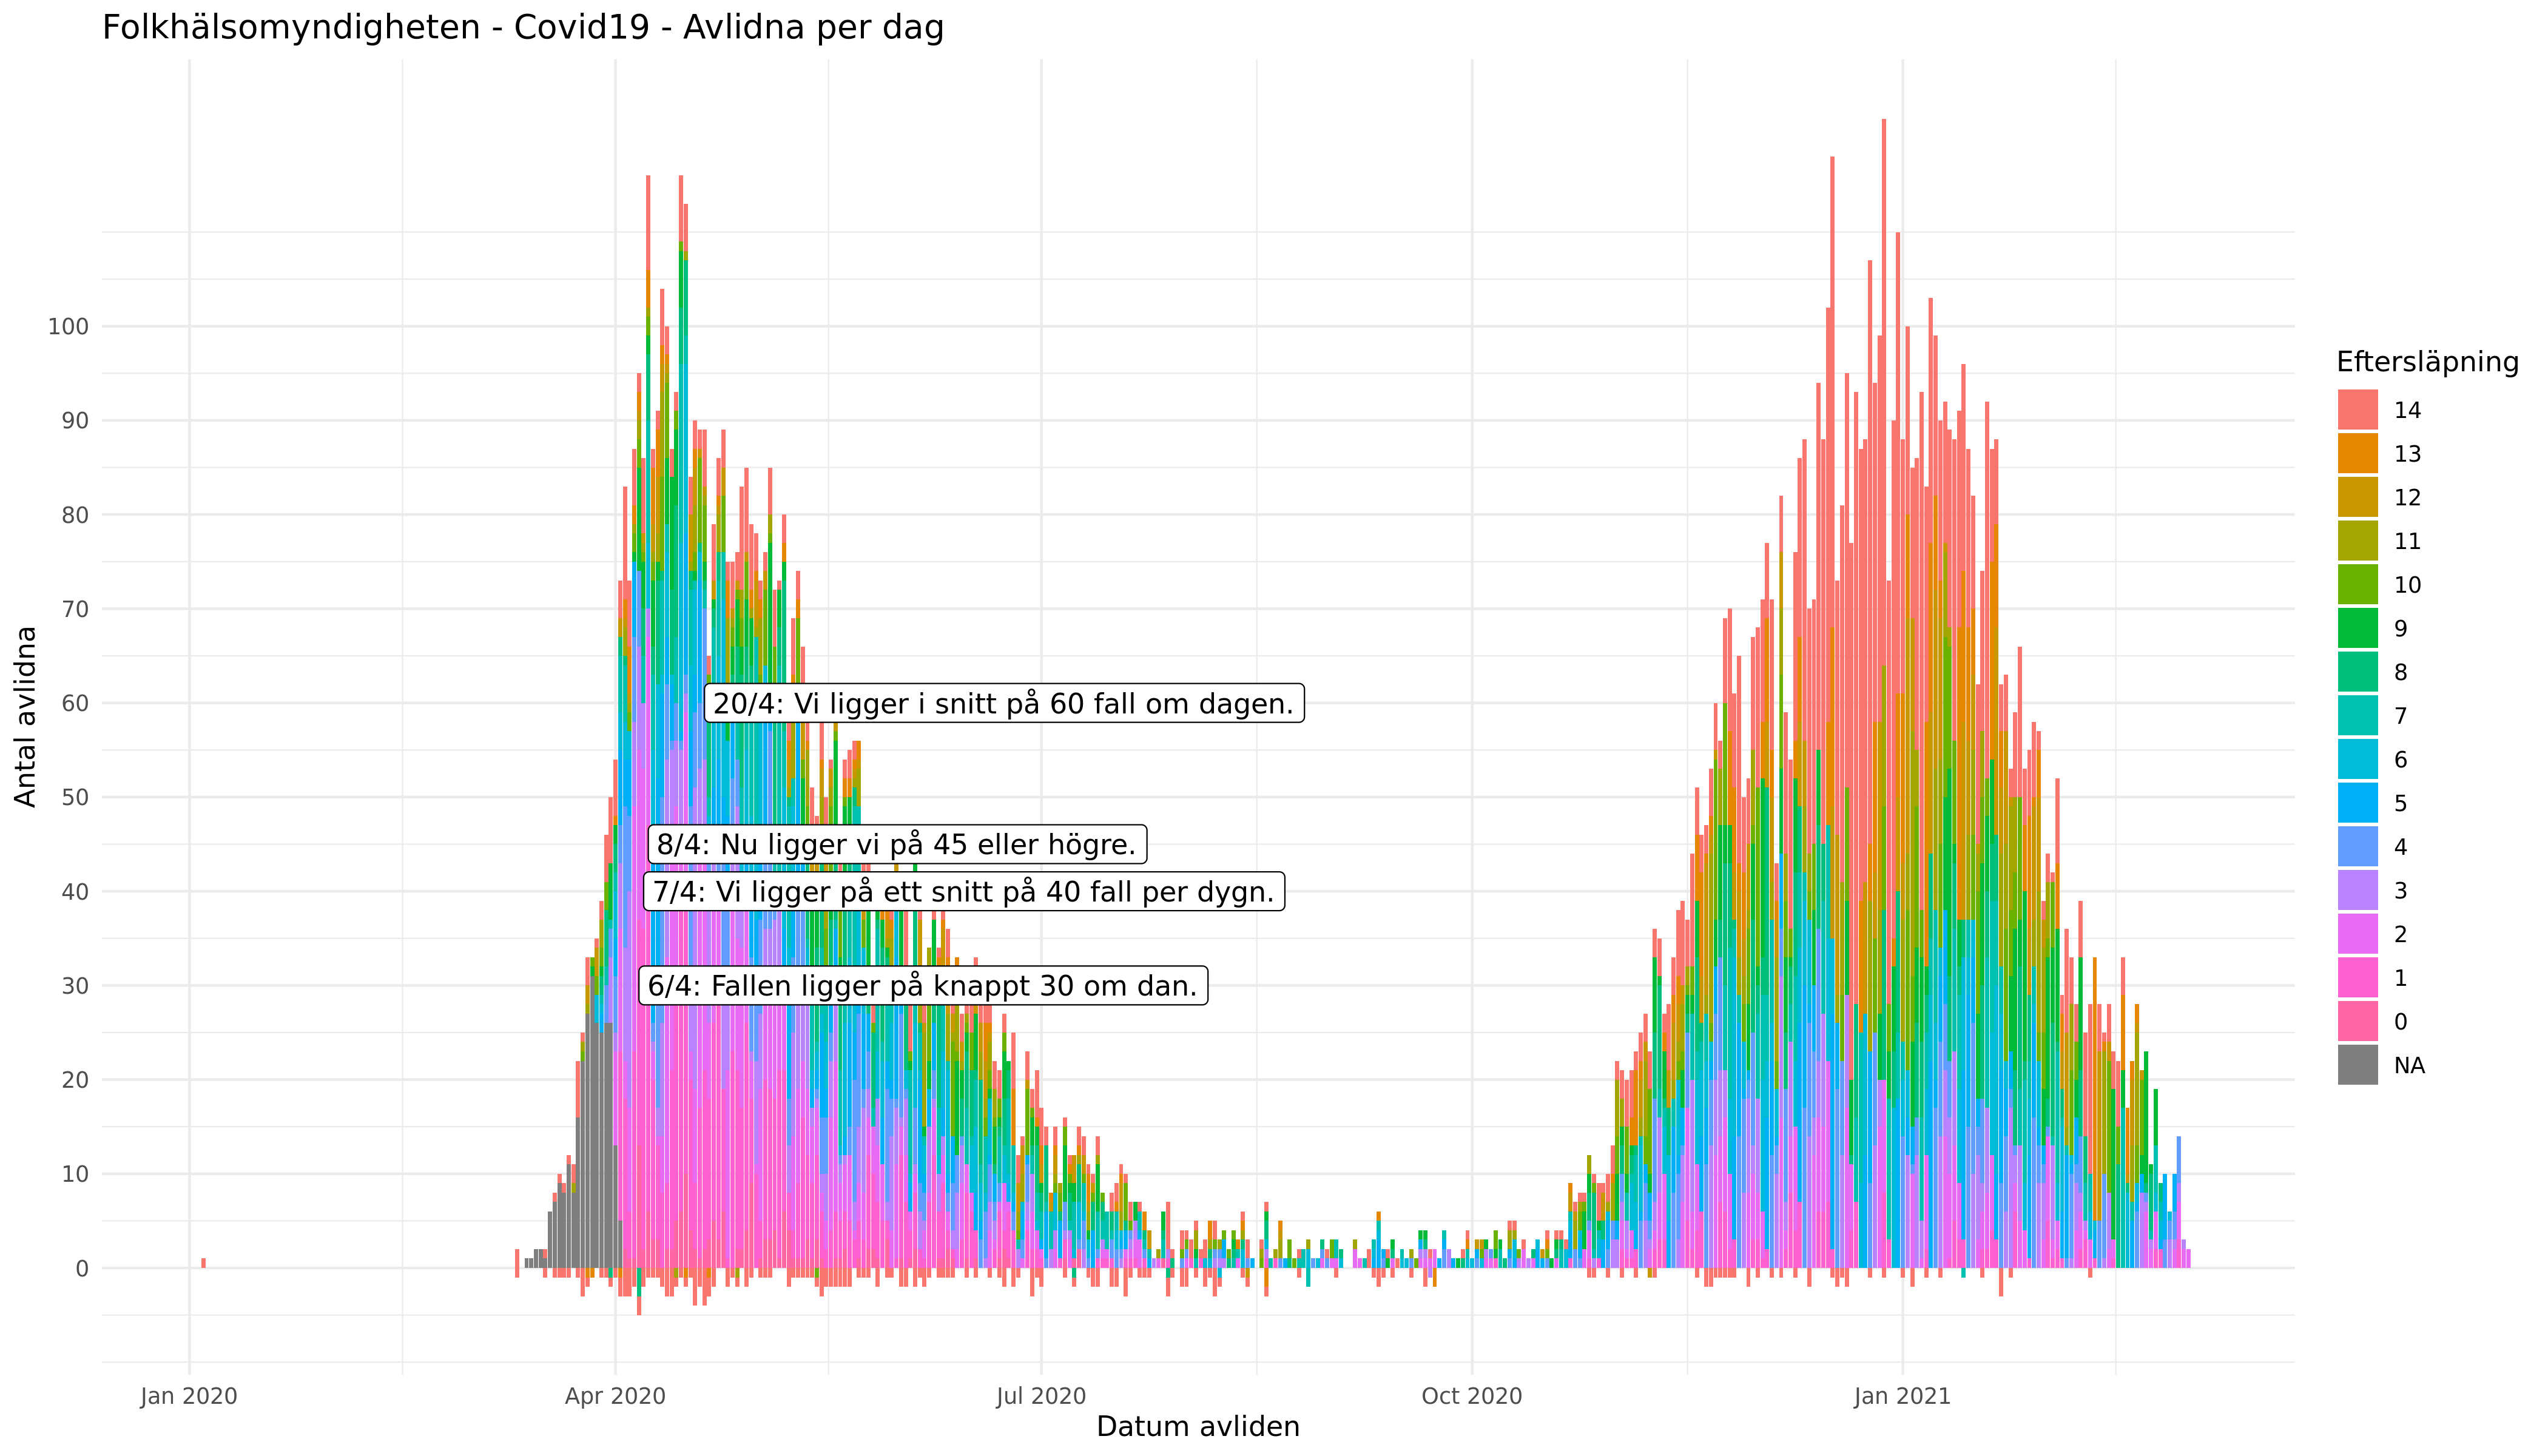 Folkhälsomyndigheten - Covid19 - Avlidna per dag
Antal avlidna
100
90
80
70
60
50
40
30
20
10
0
20/4: Vi ligger i snitt på 60 fall om dagen.
8/4: Nu ligger vi på 45 eller högre.
7/4: Vi ligger på ett snitt på 40 fall per dygn.
6/4: Fallen ligger på knappt 30 om dan.
Jan 2020
Apr 2020
Jul 2020
Oct 2020
Jan 2021
Datum avliden
Eftersläpning
14
13
12
11
10
9
8
7
6
5
4
3
2
1
0
NA